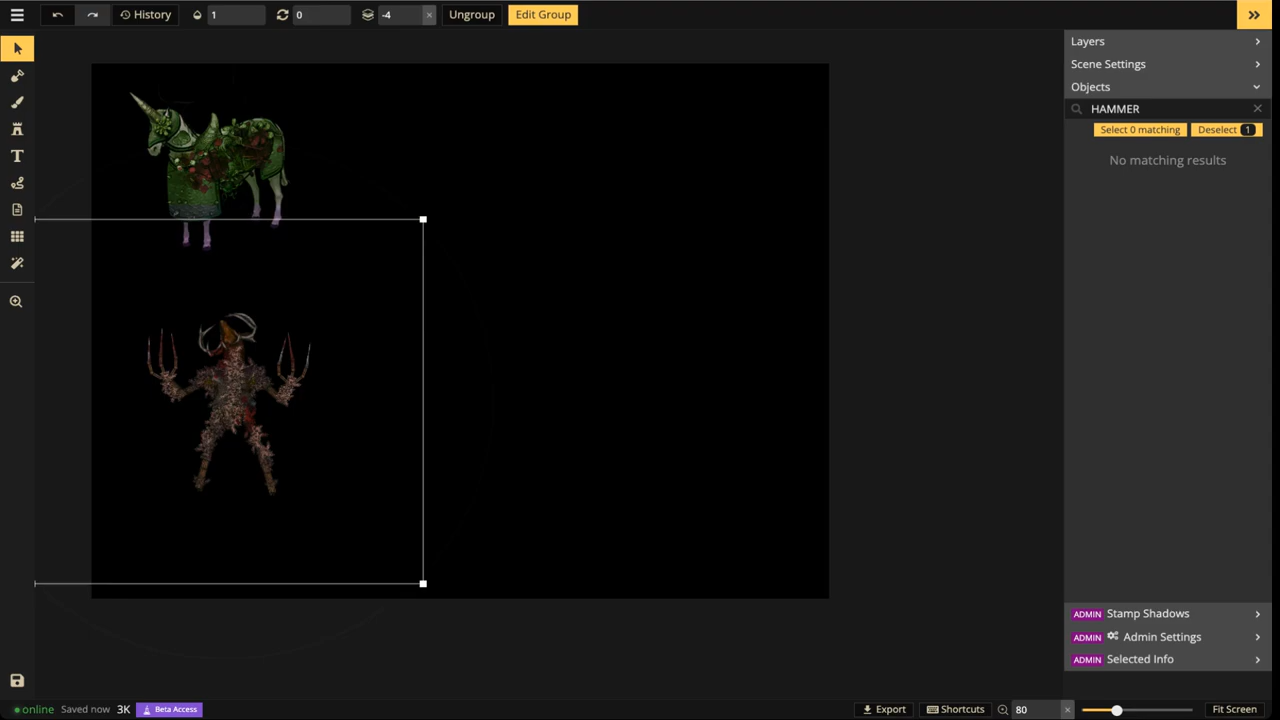 History
1
0
-4
Ungroup
Edit Group
Layers
Scene Settings
Objects
HAMMER
Select 0 matching
Deselect 1
No matching results
ADMIN Stamp Shadows
ADMIN Admin Settings
ADMIN Selected Info
online Saved now 3K Beta Access
Export
Shortcuts
80
Fit Screen